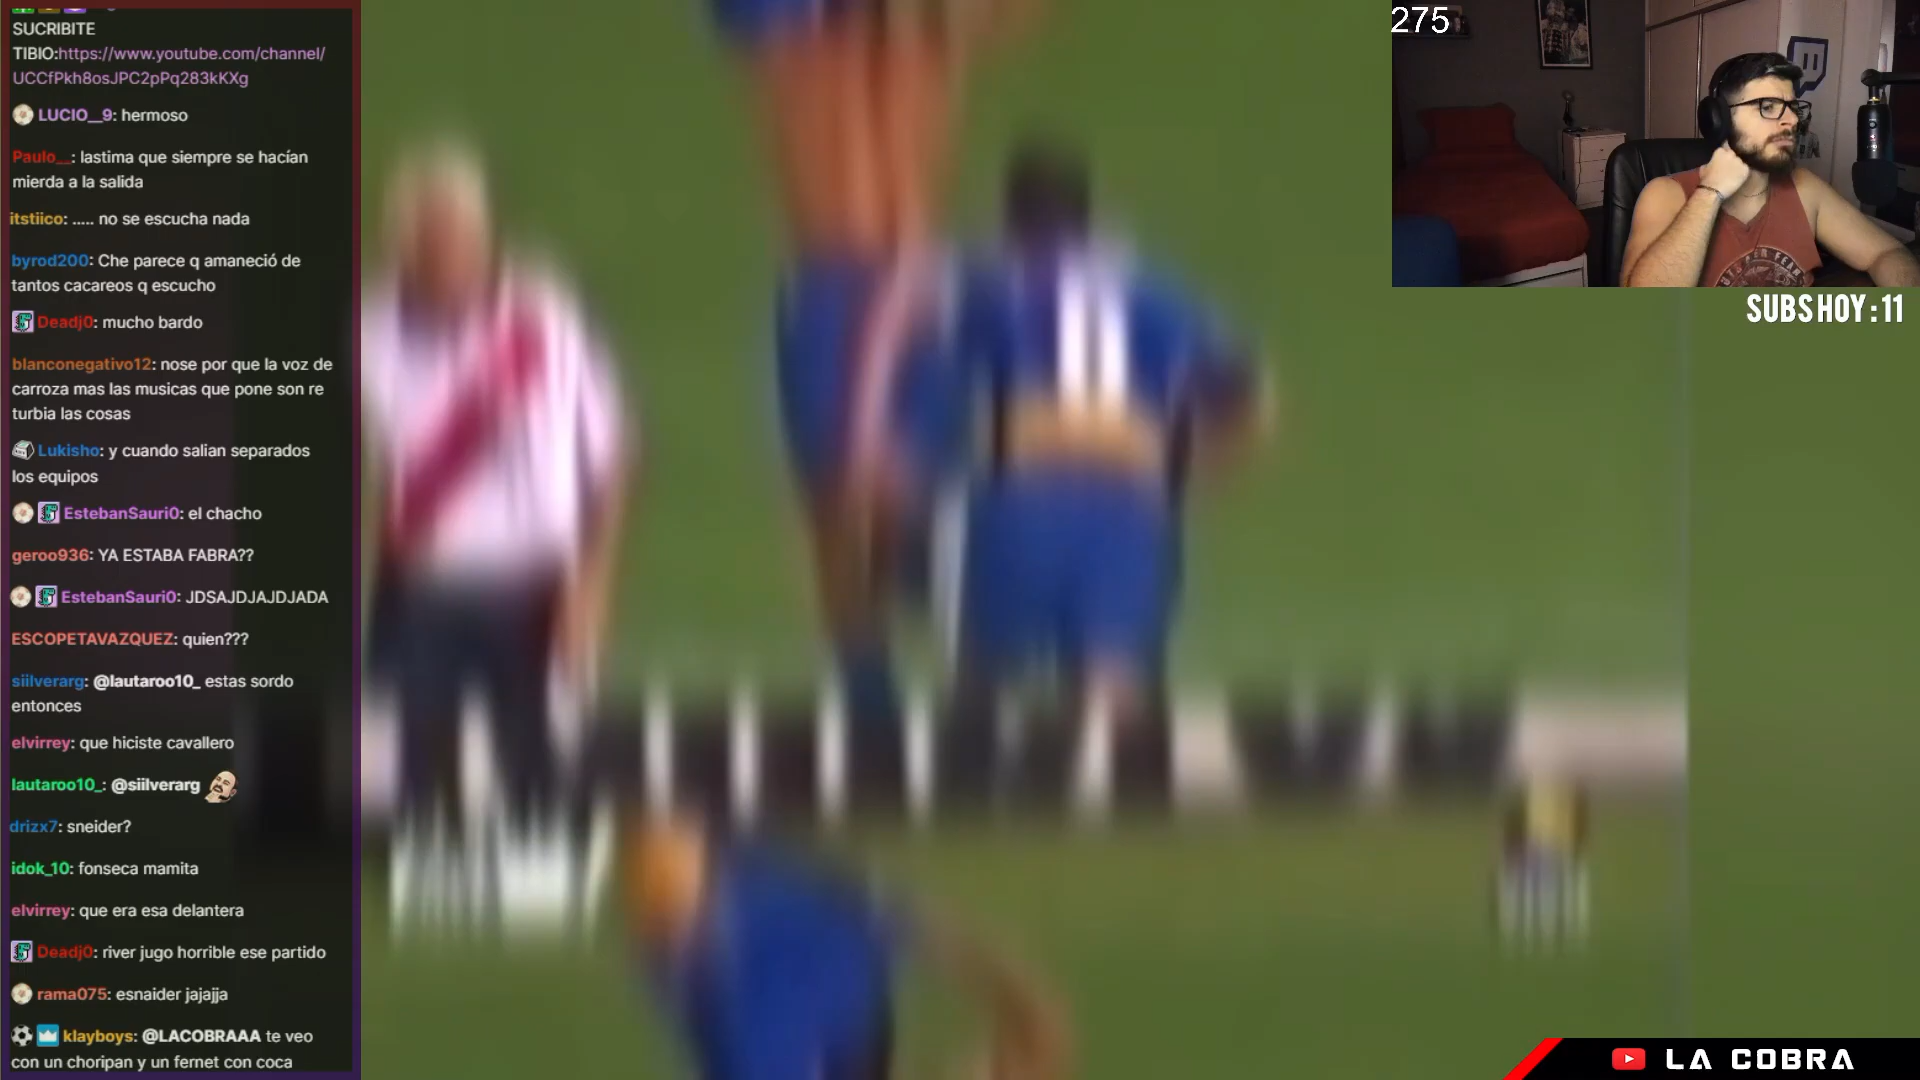 SUCRIBITE
TIBIO:https://www.youtube.com/channel/
UCCfPkh8osJPC2pPq283kKXg
LUCIO__9: hermoso
Paulo__: lastima que siempre se hacían
mierda a la salida
itstiico: ..... no se escucha nada
byrod200: Che parece q amaneció de
tantos cacareos q escucho
Deadj0: mucho bardo
blanconegativo12: nose por que la voz de
carroza mas las musicas que pone son re
turbia las cosas
Lukisho: y cuando salian separados
los equipos
EstebanSauri0: el chacho
geroo936: YA ESTABA FABRA??
EstebanSauri0: JDSAJDJAJDJADA
ESCOPETAVAZQUEZ: quien???
siilverarg: @lautaroo10_ estas sordo
entonces
elvirrey: que hiciste cavallero
lautaroo10_: @siilverarg
drizx7: sneider?
idok_10: fonseca mamita
elvirrey: que era esa delantera
Deadj0: river jugo horrible ese partido
rama075: esnaider jajajja
klayboys: @LACOBRAAA te veo
con un choripan y un fernet con coca
275
SUBS HOY : 11
LA COBRA